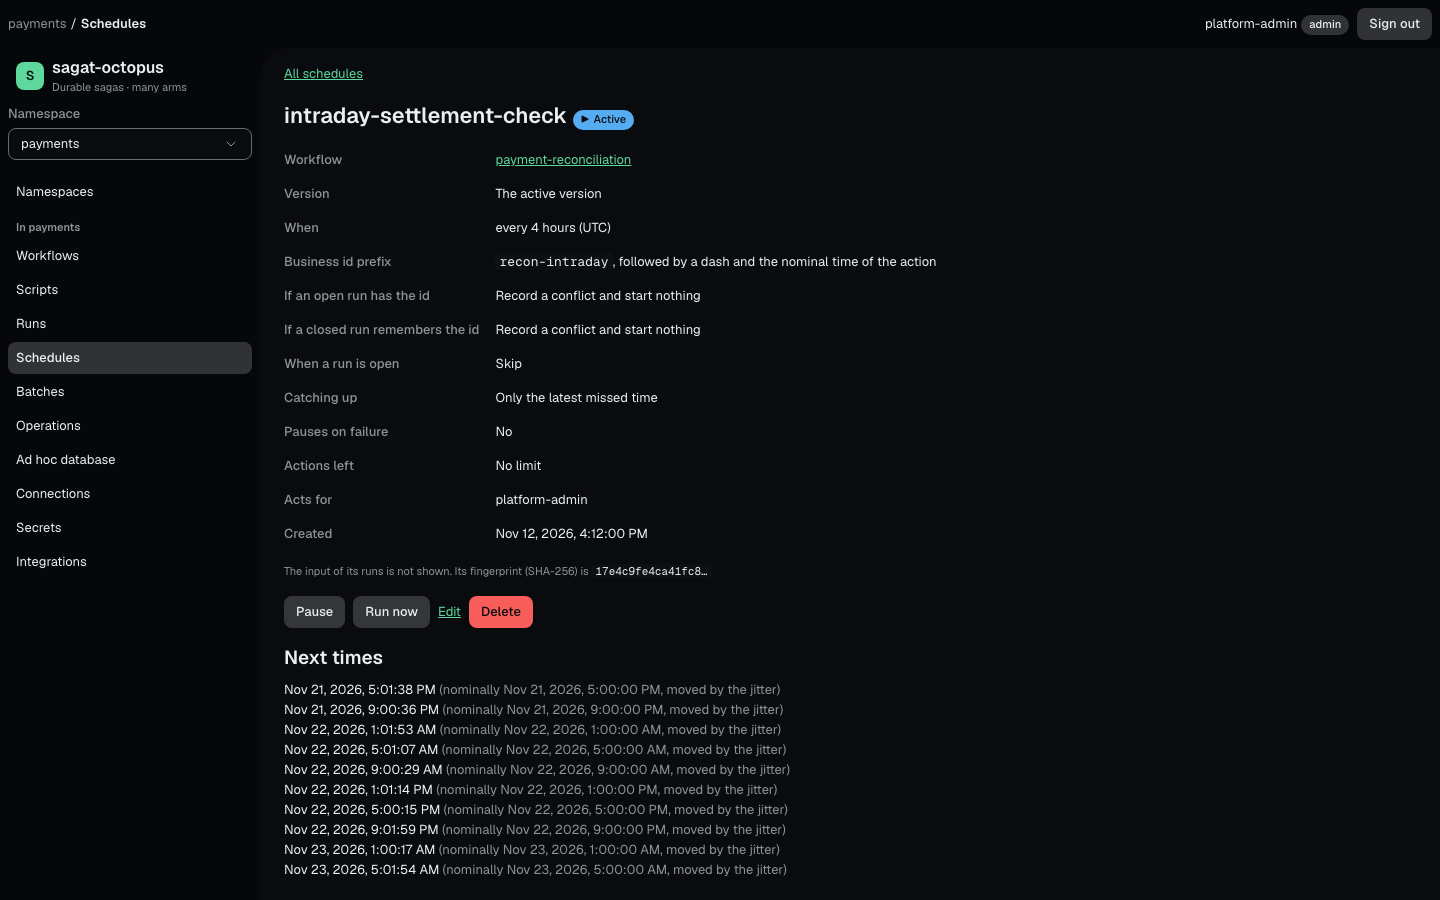 payments / Schedules
platform-admin admin Sign out
S
sagat-octopus
Durable sagas · many arms
Namespace
payments
Namespaces
In payments
Workflows
Scripts
Runs
Schedules
Batches
Operations
Ad hoc database
Connections
Secrets
Integrations
All schedules
intraday-settlement-check Active
Workflow payment-reconciliation
Version The active version
When every 4 hours (UTC)
Business id prefix recon-intraday , followed by a dash and the nominal time of the action
If an open run has the id Record a conflict and start nothing
If a closed run remembers the id Record a conflict and start nothing
When a run is open Skip
Catching up Only the latest missed time
Pauses on failure No
Actions left No limit
Acts for platform-admin
Created Nov 12, 2026, 4:12:00 PM
The input of its runs is not shown. Its fingerprint (SHA-256) is 17e4c9fe4ca41fc8…
Pause Run now Edit Delete
Next times
Nov 21, 2026, 5:01:38 PM (nominally Nov 21, 2026, 5:00:00 PM, moved by the jitter)
Nov 21, 2026, 9:00:36 PM (nominally Nov 21, 2026, 9:00:00 PM, moved by the jitter)
Nov 22, 2026, 1:01:53 AM (nominally Nov 22, 2026, 1:00:00 AM, moved by the jitter)
Nov 22, 2026, 5:01:07 AM (nominally Nov 22, 2026, 5:00:00 AM, moved by the jitter)
Nov 22, 2026, 9:00:29 AM (nominally Nov 22, 2026, 9:00:00 AM, moved by the jitter)
Nov 22, 2026, 1:01:14 PM (nominally Nov 22, 2026, 1:00:00 PM, moved by the jitter)
Nov 22, 2026, 5:00:15 PM (nominally Nov 22, 2026, 5:00:00 PM, moved by the jitter)
Nov 22, 2026, 9:01:59 PM (nominally Nov 22, 2026, 9:00:00 PM, moved by the jitter)
Nov 23, 2026, 1:00:17 AM (nominally Nov 23, 2026, 1:00:00 AM, moved by the jitter)
Nov 23, 2026, 5:01:54 AM (nominally Nov 23, 2026, 5:00:00 AM, moved by the jitter)